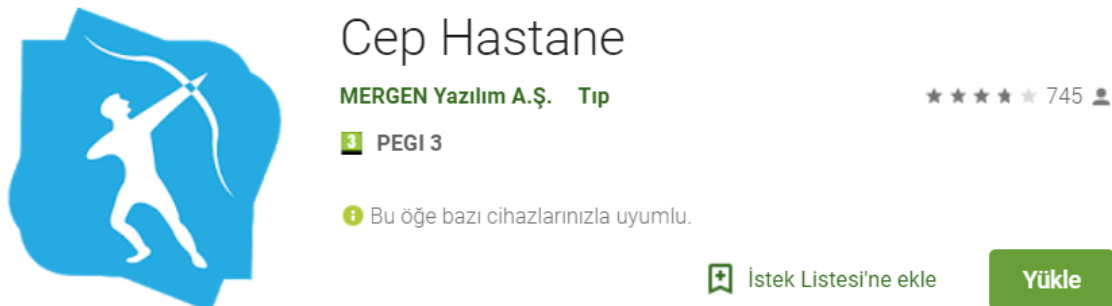 Cep Hastane
MERGEN Yazılım A.Ş. Tıp
745
3 PEGI 3
Bu öğe bazı cihazlarınızla uyumlu.
İstek Listesi'ne ekle
Yükle